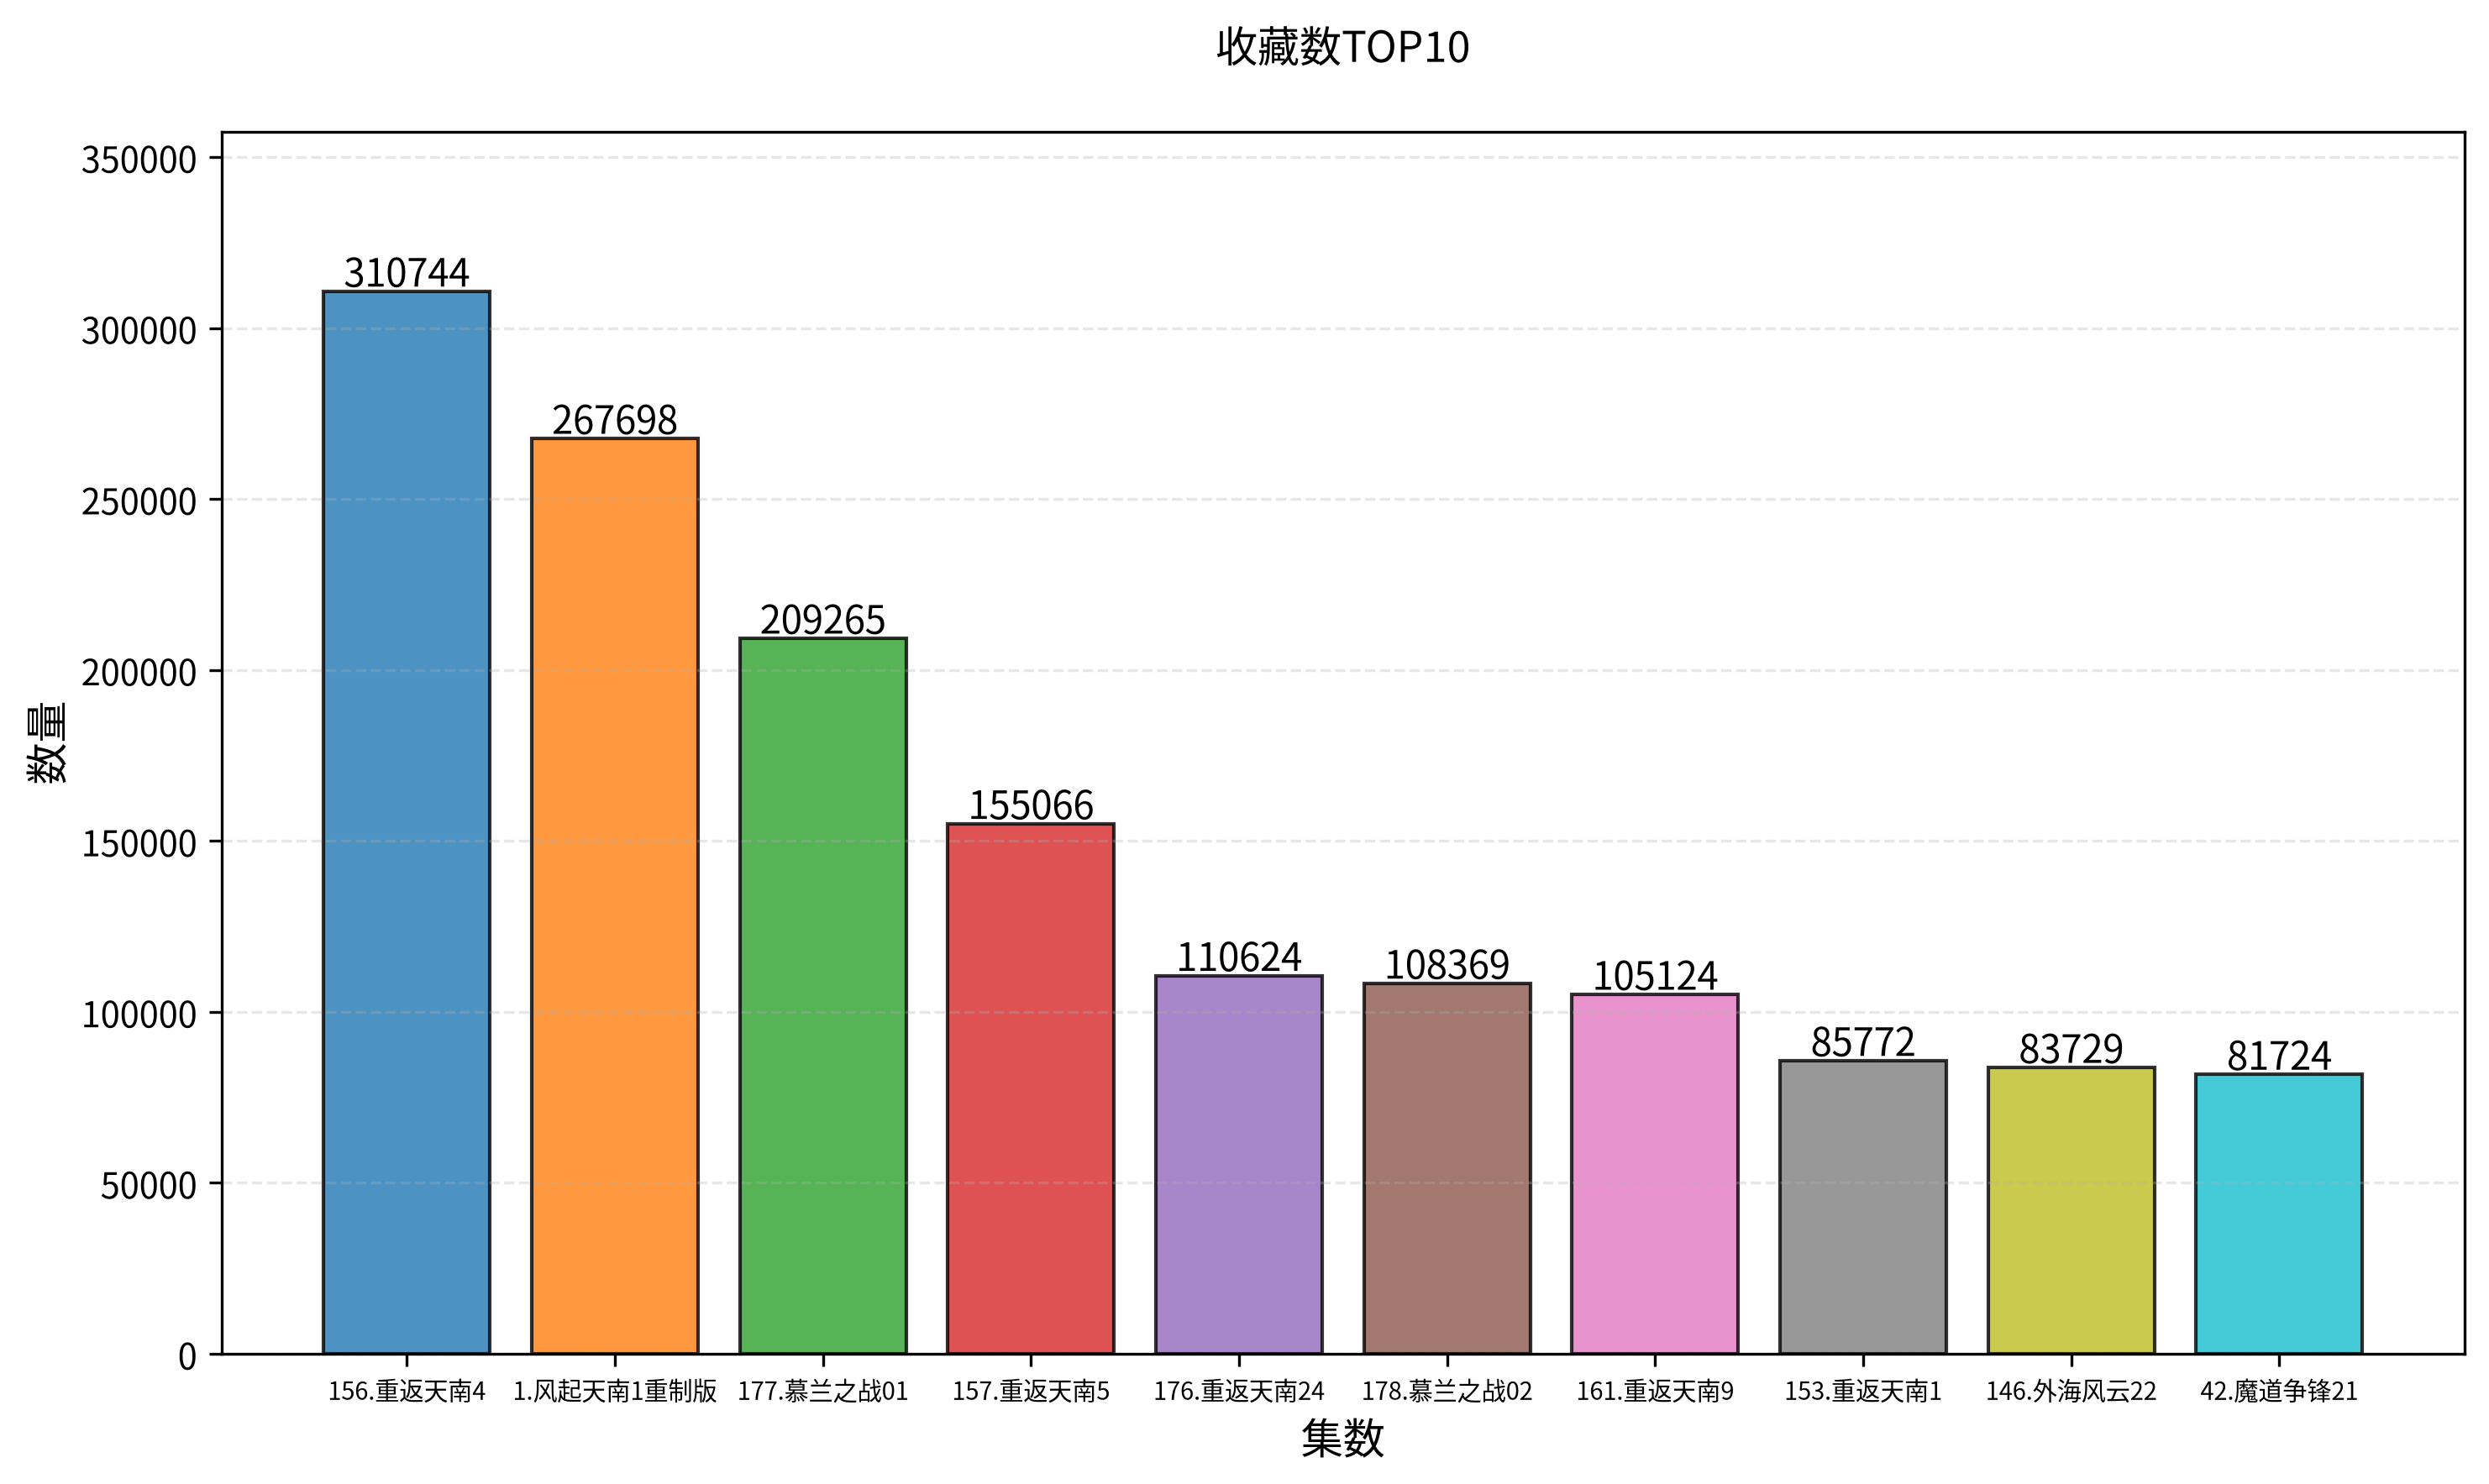 收藏数TOP10
350000
300000
250000
200000
150000
100000
50000
0
数量
310744
267698
209265
155066
110624
108369
105124
85772
83729
81724
156.重返天南4
1.风起天南1重制版
177.慕兰之战01
157.重返天南5
176.重返天南24
178.慕兰之战02
161.重返天南9
153.重返天南1
146.外海风云22
42.魔道争锋21
集数